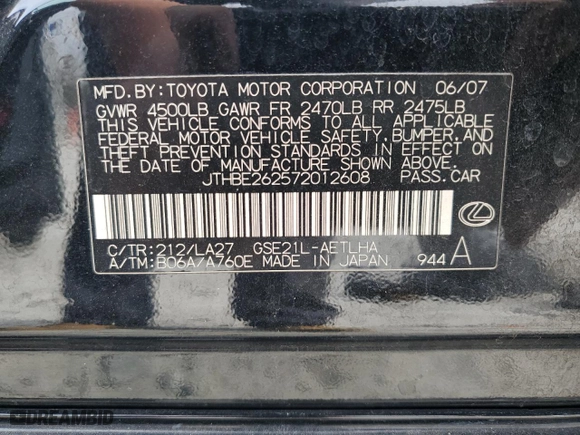 MFD.BY:TOYOTA MOTOR CORPORATION 06/07
GVWR 4500LB GAWR FR 2470LB RR 2475LB
THIS VEHICLE CONFORMS TO ALL APPLICABLE
FEDERAL MOTOR VEHICLE SAFETY,BUMPER,AND
THEFT PREVENTION STANDARDS IN EFFECT ON
THE DATE OF MANUFACTURE SHOWN ABOVE.
JTHBE262572012608 PASS.CAR
C/TR:212/LA27 GSE21L-AETLHA
A/TM:B06A/A760E MADE IN JAPAN 944 A
DREAMBID